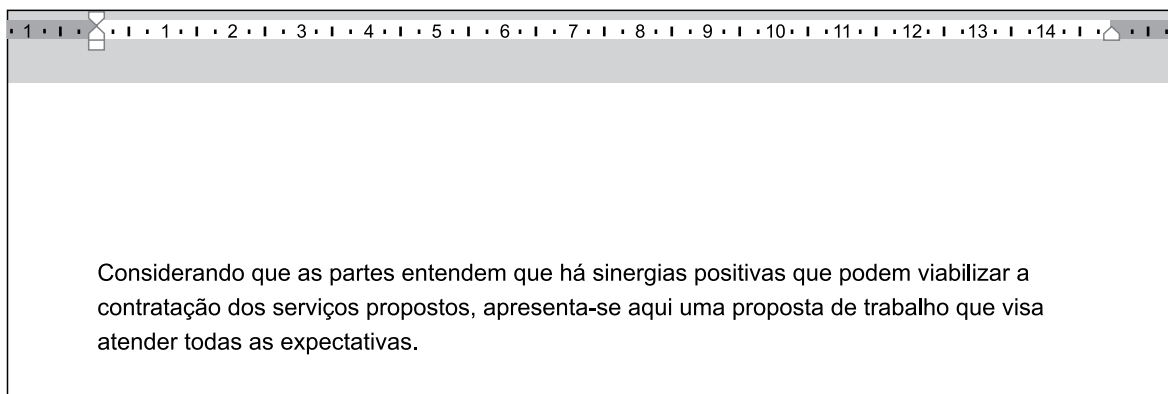 1 1 2 3 4 5 6 7 8 9 10 11 12 13 14
Considerando que as partes entendem que há sinergias positivas que podem viabilizar a
contratação dos serviços propostos, apresenta-se aqui uma proposta de trabalho que visa
atender todas as expectativas.